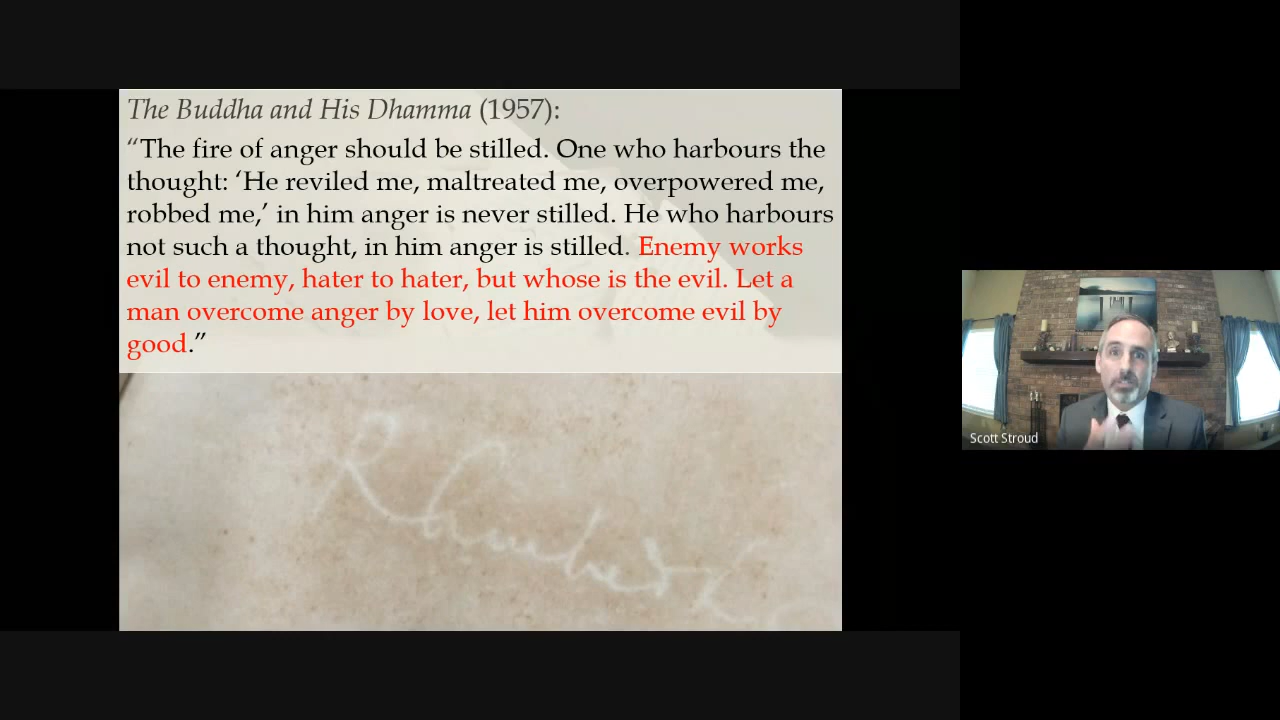 The Buddha and His Dhamma (1957):
“The fire of anger should be stilled. One who harbours the
thought: ‘He reviled me, maltreated me, overpowered me,
robbed me,’ in him anger is never stilled. He who harbours
not such a thought, in him anger is stilled. Enemy works
evil to enemy, hater to hater, but whose is the evil. Let a
man overcome anger by love, let him overcome evil by
good.”
Scott Stroud